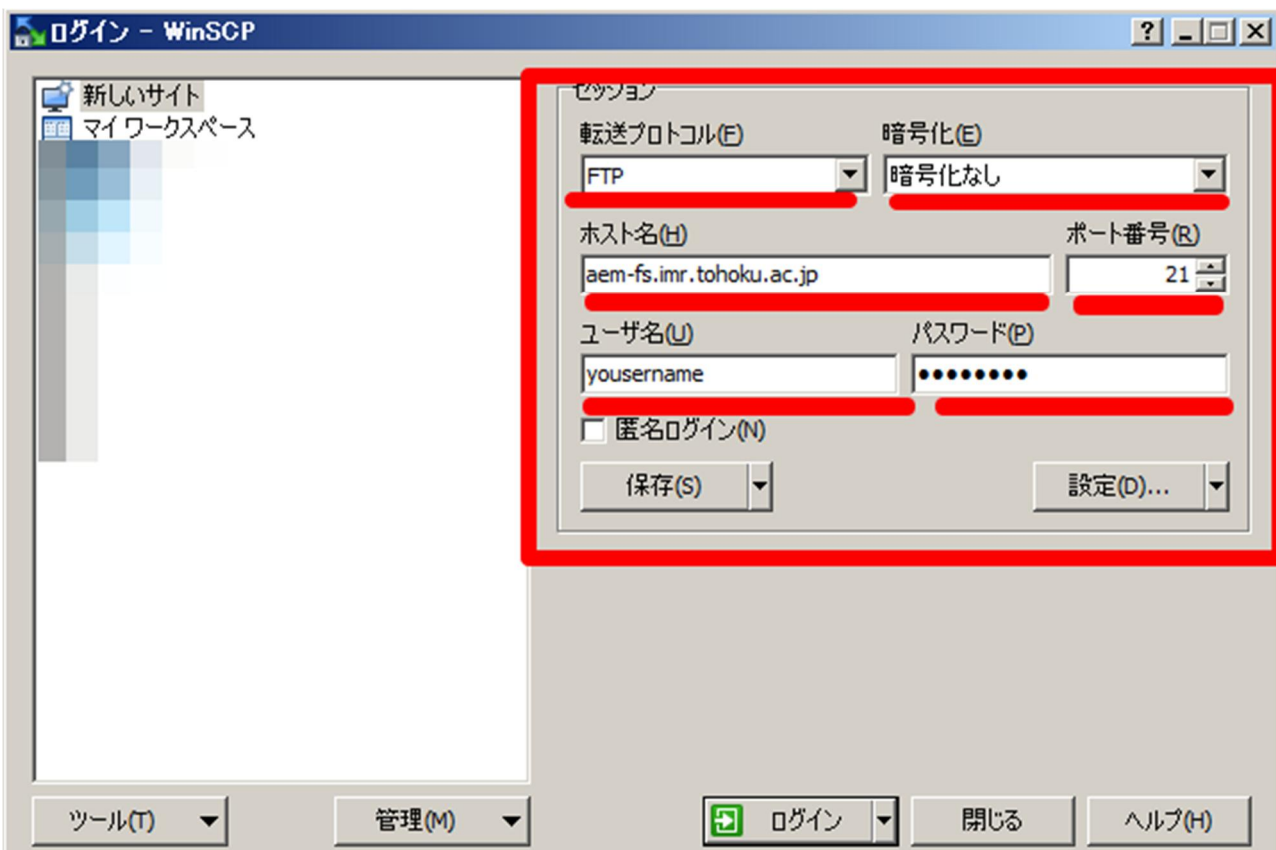 ログイン - WinSCP
新しいサイト
マイ ワークスペース
セッション
転送プロトコル(F) 暗号化(E)
FTP 暗号化なし
ホスト名(H) ポート番号(R)
aem-fs.imr.tohoku.ac.jp 21
ユーザ名(U) パスワード(P)
yousername ••••••••
匿名ログイン(N)
保存(S) 設定(D)...
ツール(T) 管理(M) ログイン 閉じる ヘルプ(H)